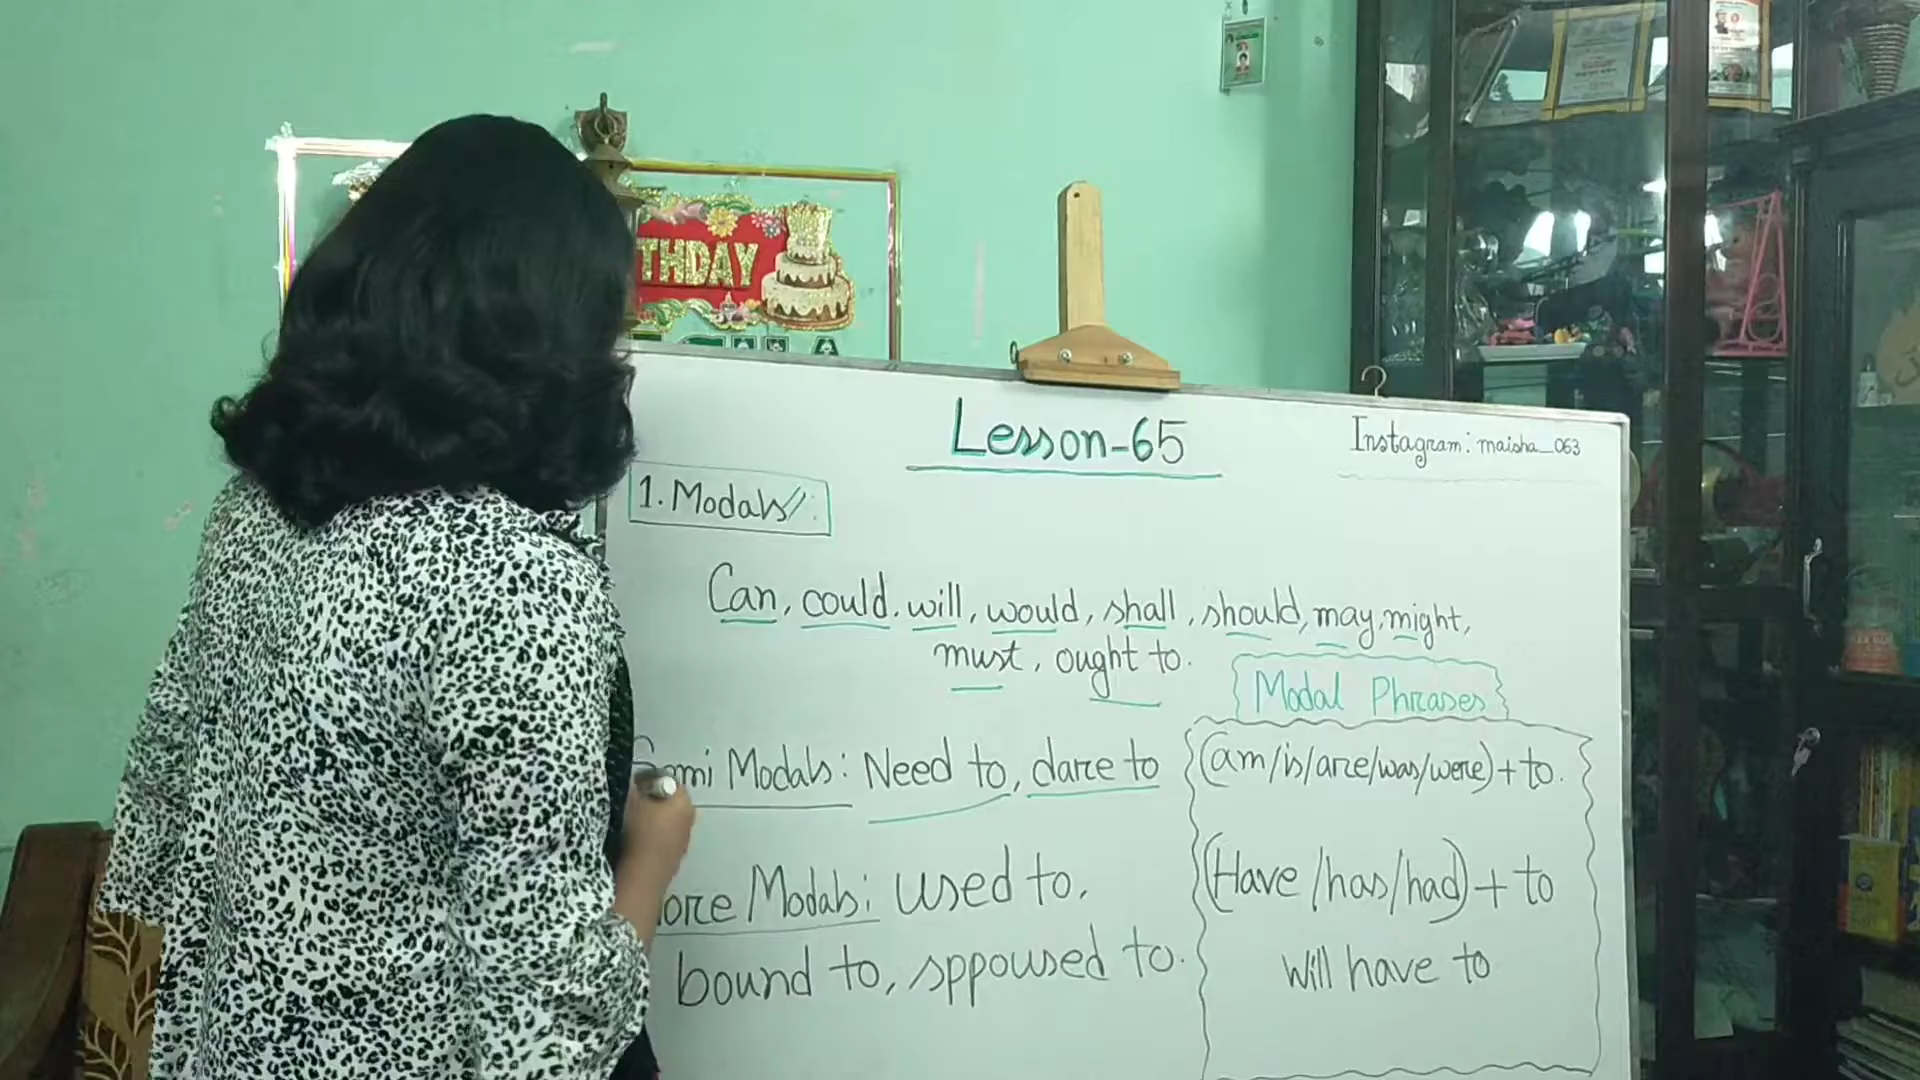 THDAY
Lesson-65
Instagram: maisha_063
1. Modals:
Can, could, will, would, shall, should, may, might,
must, ought to.
Modal Phrases
Semi Modals: Need to, dare to
(am/is/are/was/were) + to.
ore Modals: used to,
(Have/has/had) + to
bound to, sppoused to.
Will have to